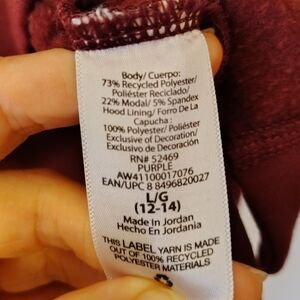 Body/ Cuerpo:
73% Recycled Polyester/
Poliéster Reciclado/
22% Modal/ 5% Spandex
Hood Lining/ Forro De La
Capucha :
100% Polyester/ Poliéster
Exclusive of Decoration/
Exclusivo de Decoración
RN# 52469
PURPLE
AW41100017076
EAN/UPC 8 8496820027
L/G
(12-14)
Made In Jordan
Hecho En Jordania
THIS LABEL YARN IS MADE
OUT OF 100% RECYCLED
POLYESTER MATERIALS